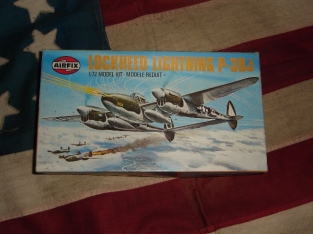 LOCKHEED LIGHTNING P-38J
AIRFIX
1:72 MODEL KIT · MODELE REDUIT